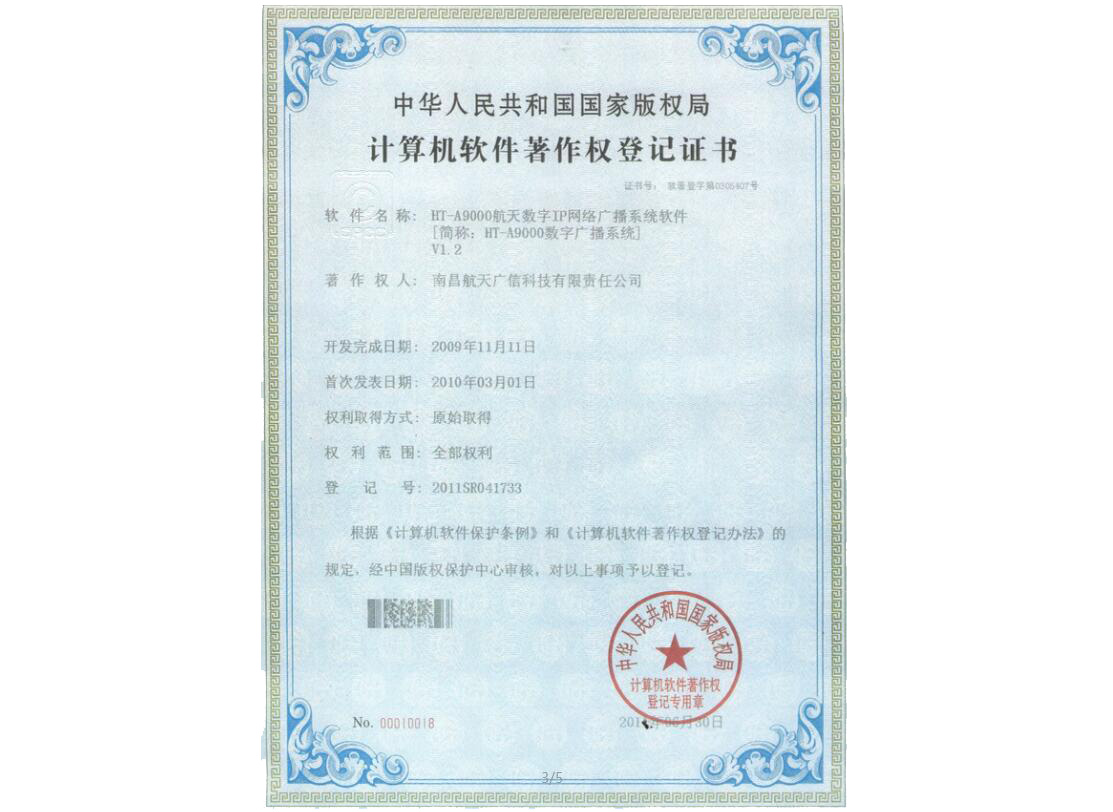 中华人民共和国国家版权局
计算机软件著作权登记证书
证书号： 软著登字第0305407号
软 件 名 称： HT-A9000航天数字IP网络广播系统软件
[简称：HT-A9000数字广播系统]
V1.2
著 作 权 人： 南昌航天广信科技有限责任公司
开发完成日期： 2009年11月11日
首次发表日期： 2010年03月01日
权利取得方式： 原始取得
权 利 范 围： 全部权利
登 记 号： 2011SR041733
根据《计算机软件保护条例》和《计算机软件著作权登记办法》的
规定，经中国版权保护中心审核，对以上事项予以登记。
中华人民共和国国家版权局
计算机软件著作权
登记专用章
No. 00010018
月30日
3/5